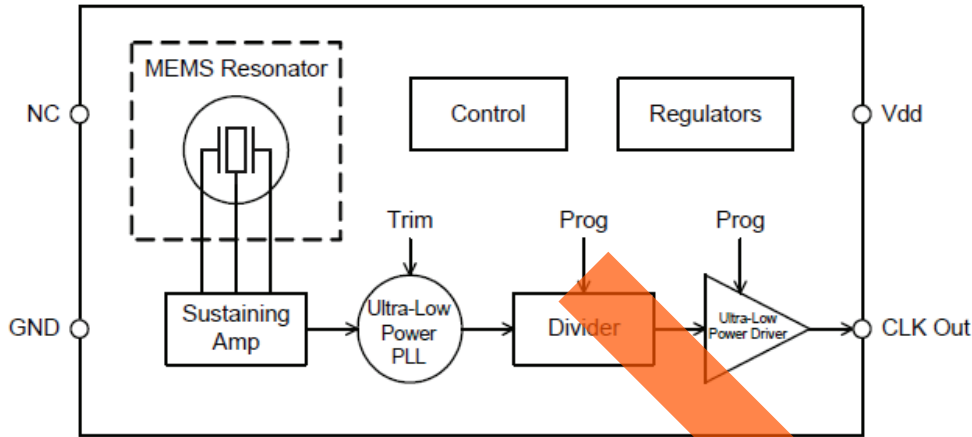 MEMS Resonator
NC
Control
Regulators
Vdd
Trim
Prog
Prog
GND
Sustaining
Amp
Ultra-Low
Power
PLL
Divider
Ultra-Low
Power Driver
CLK Out